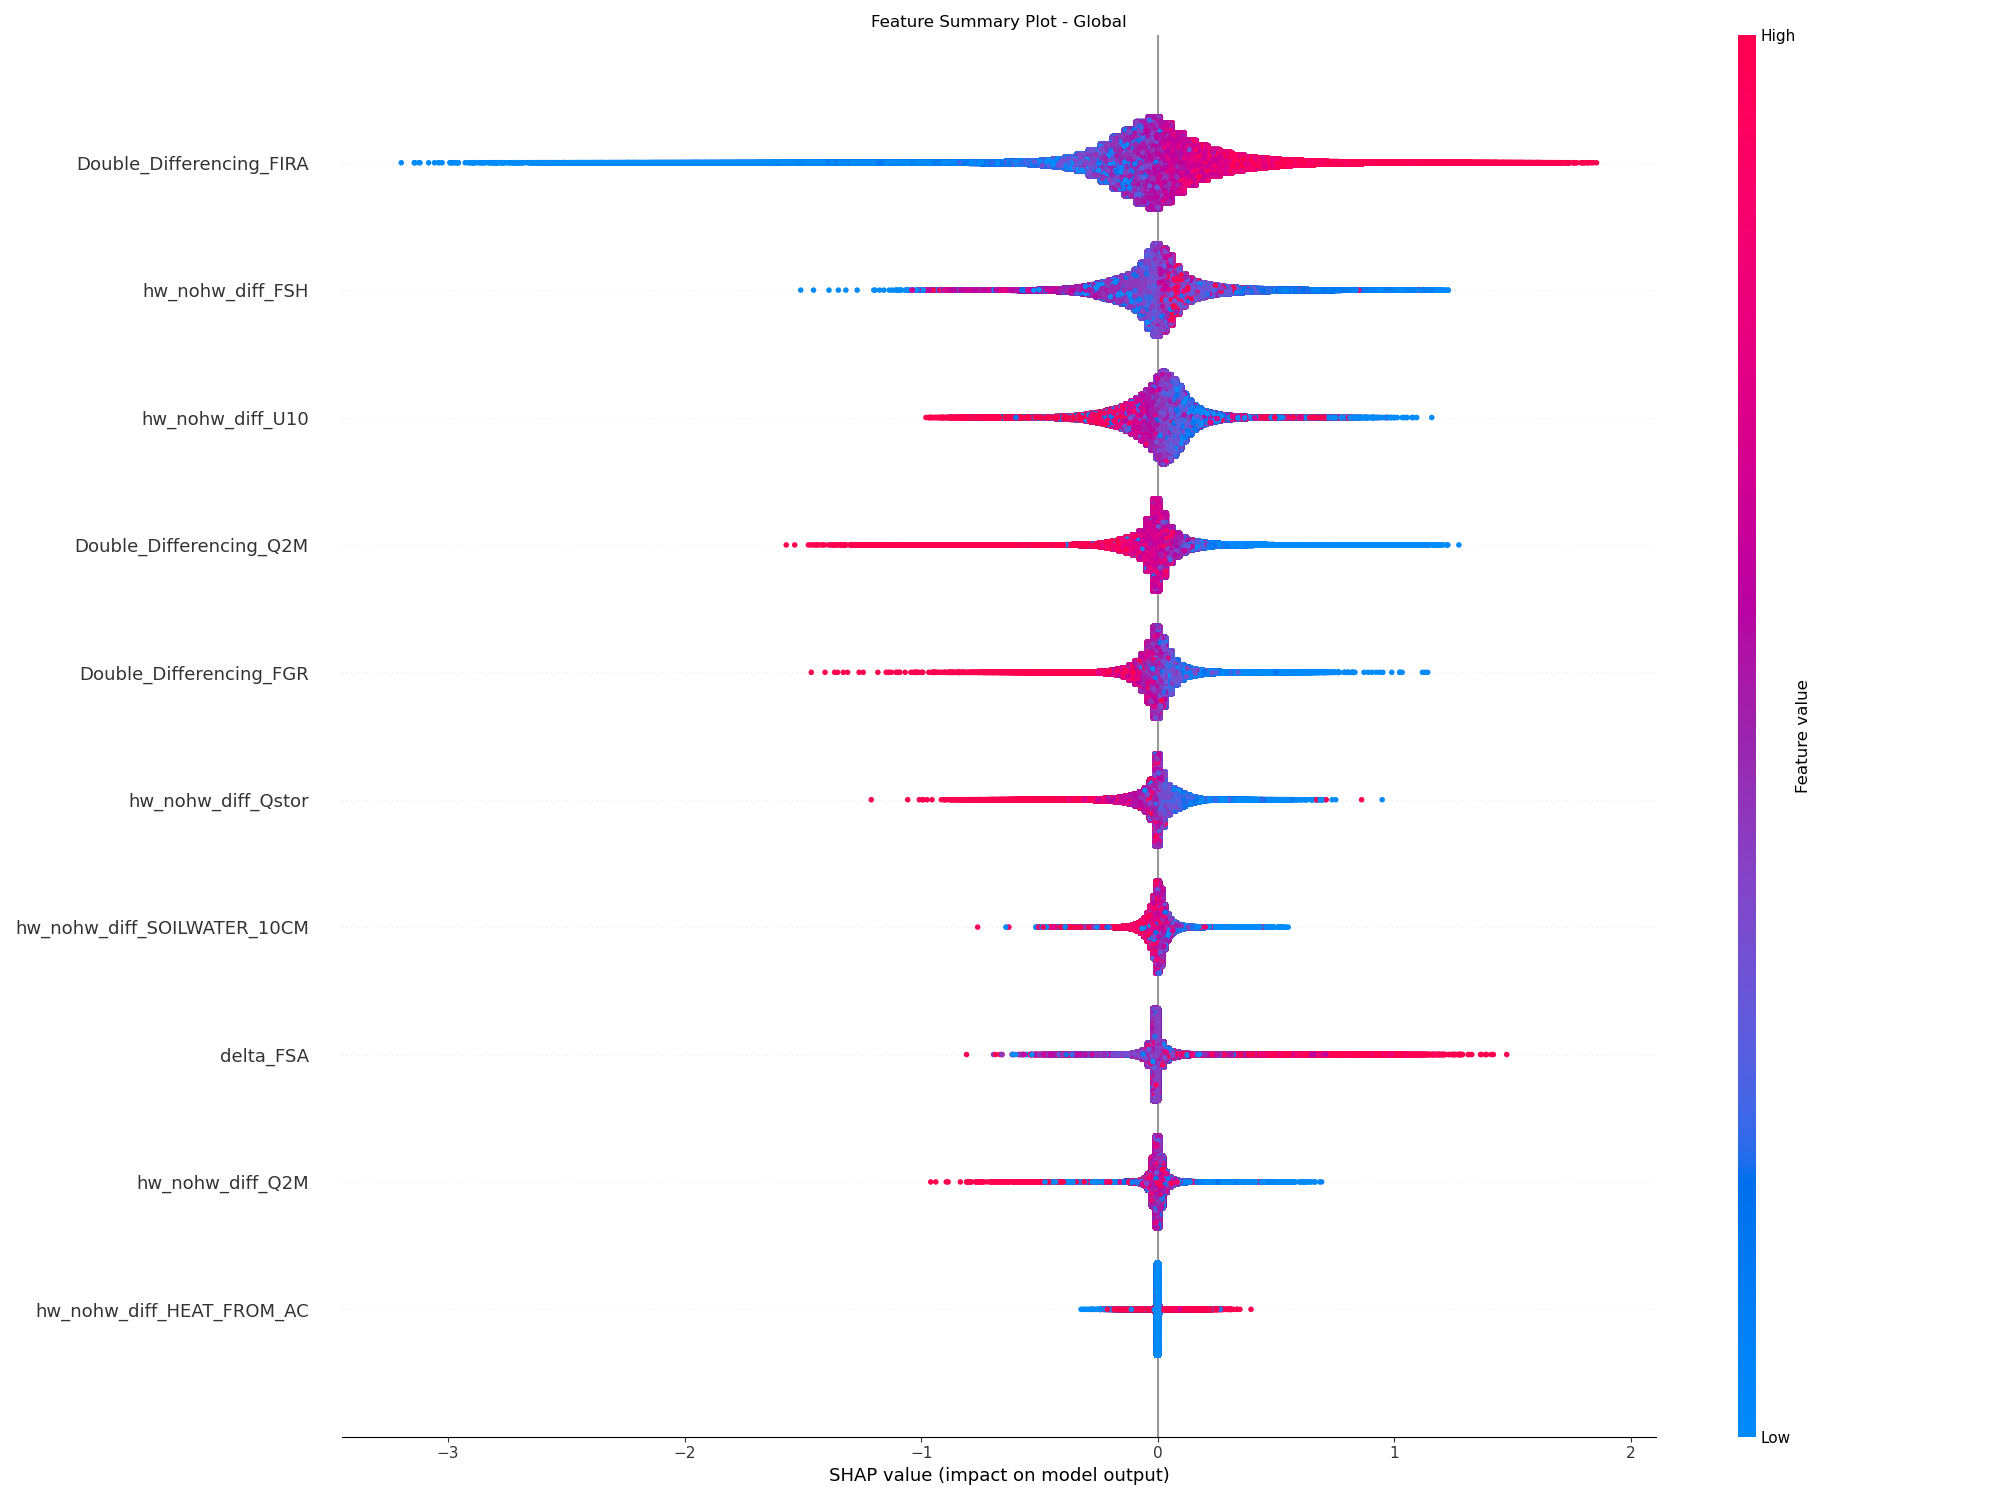 Feature Summary Plot - Global
High
Double_Differencing_FIRA
hw_nohw_diff_FSH
hw_nohw_diff_U10
Double_Differencing_Q2M
Double_Differencing_FGR
hw_nohw_diff_Qstor
hw_nohw_diff_SOILWATER_10CM
delta_FSA
hw_nohw_diff_Q2M
hw_nohw_diff_HEAT_FROM_AC
Feature value
Low
−3 −2 −1 0 1 2
SHAP value (impact on model output)